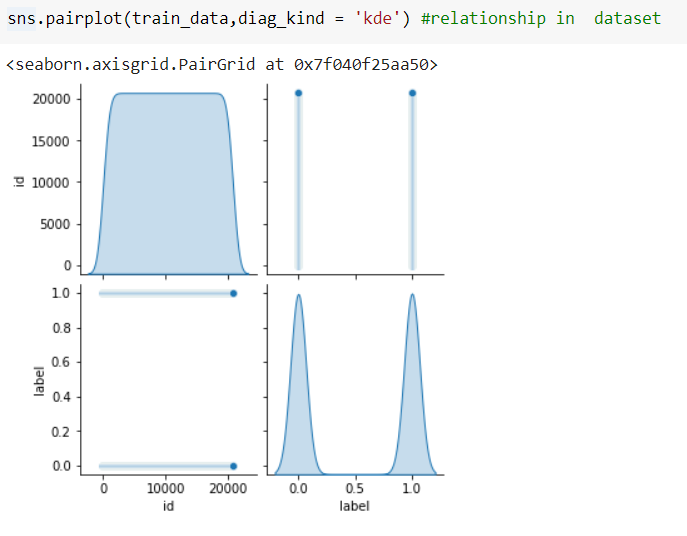 sns.pairplot(train_data,diag_kind = 'kde') #relationship in  dataset
<seaborn.axisgrid.PairGrid at 0x7f040f25aa50>
20000
15000
10000
5000
0
id
1.0
0.8
0.6
0.4
0.2
0.0
label
0 10000 20000
id
0.0 0.5 1.0
label